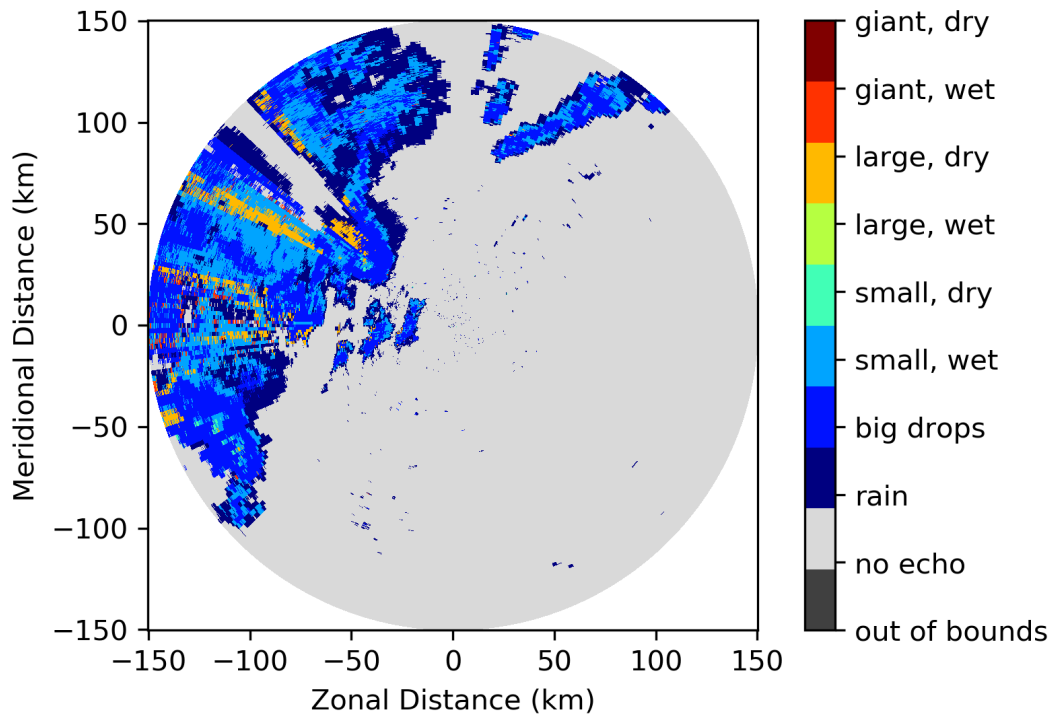 150
100
50
0
−50
−100
−150
Meridional Distance (km)
−150 −100 −50 0 50 100 150
Zonal Distance (km)
giant, dry
giant, wet
large, dry
large, wet
small, dry
small, wet
big drops
rain
no echo
out of bounds